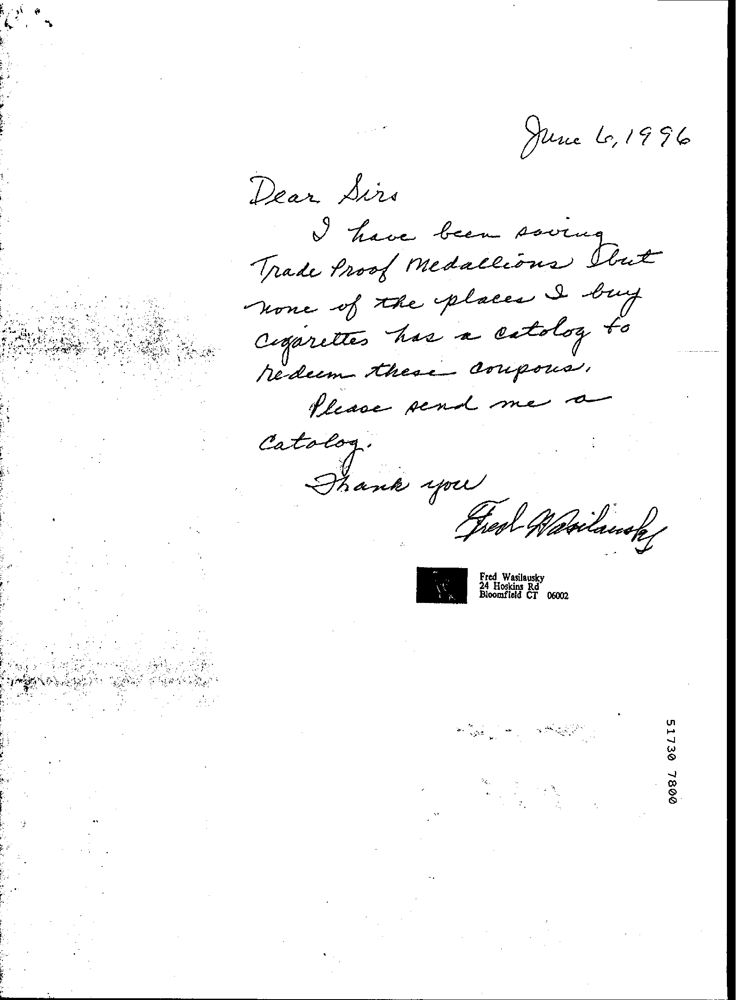 June 6, 1996
Dear Sirs
I have been saving
Trade Proof Medallions but
none of the places I buy
cigarettes has a catolog to
redeem these coupons.
Please send me a
catolog.
Thank you
Fred Wasilausky
Fred Wasilausky
24 Hoskins Rd
Bloomfield CT 06002
51730 7800